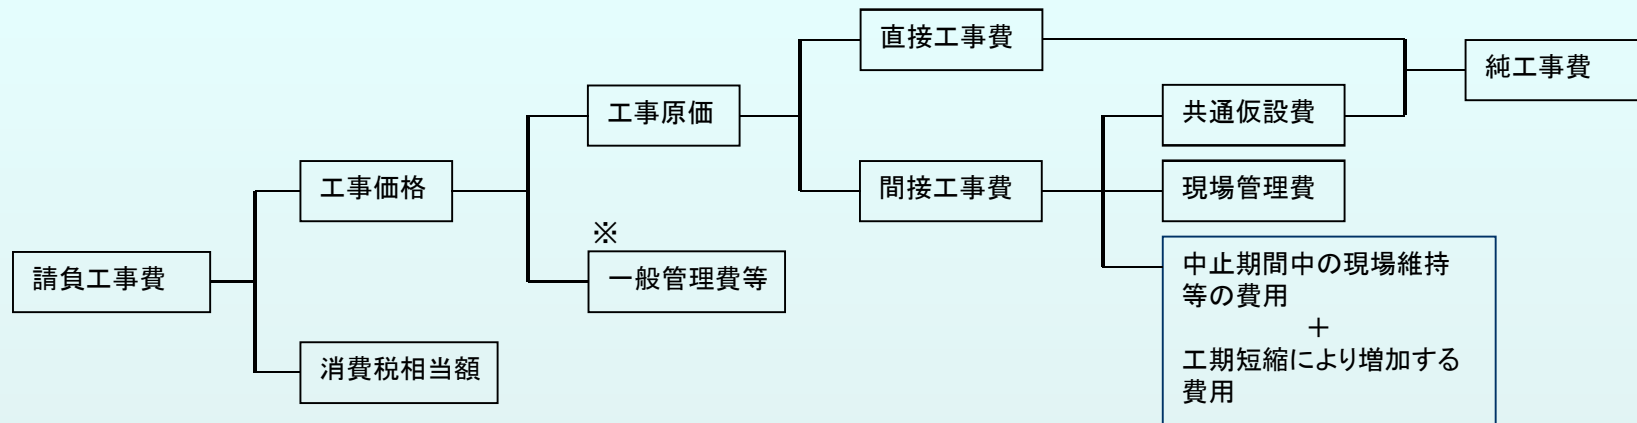 直接工事費
純工事費
工事原価
共通仮設費
工事価格
間接工事費
現場管理費
※
一般管理費等
請負工事費
中止期間中の現場維持
等の費用
＋
工期短縮により増加する
費用
消費税相当額